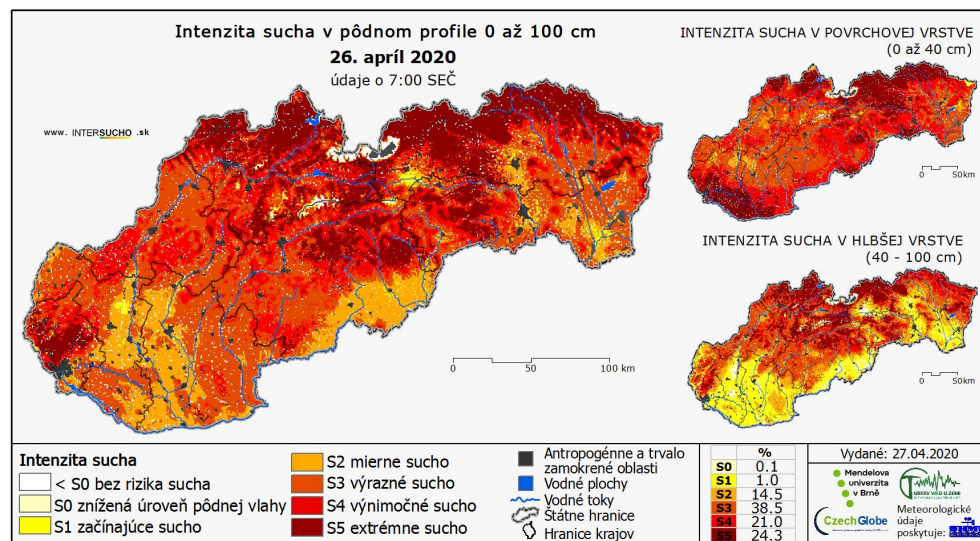 Intenzita sucha v pôdnom profile 0 až 100 cm
26. apríl 2020
údaje o 7:00 SEČ
www. INTERSUCHO .sk
0 50 100 km
INTENZITA SUCHA V POVRCHOVEJ VRSTVE
(0 až 40 cm)
0 50km
INTENZITA SUCHA V HLBŠEJ VRSTVE
(40 - 100 cm)
0 50km
Intenzita sucha
< S0 bez rizika sucha
S0 znížená úroveň pôdnej vlahy
S1 začínajúce sucho
S2 mierne sucho
S3 výrazné sucho
S4 výnimočné sucho
S5 extrémne sucho
Antropogénne a trvalo
zamokrené oblasti
Vodné plochy
Vodné toky
Štátne hranice
Hranice krajov
%
S0 0.1
S1 1.0
S2 14.5
S3 38.5
S4 21.0
S5 24.3
Vydané: 27.04.2020
Mendelova
univerzita
v Brně
ÚSTAV VIED O ZEMI
CzechGlobe
Meteorologické
údaje
poskytuje: